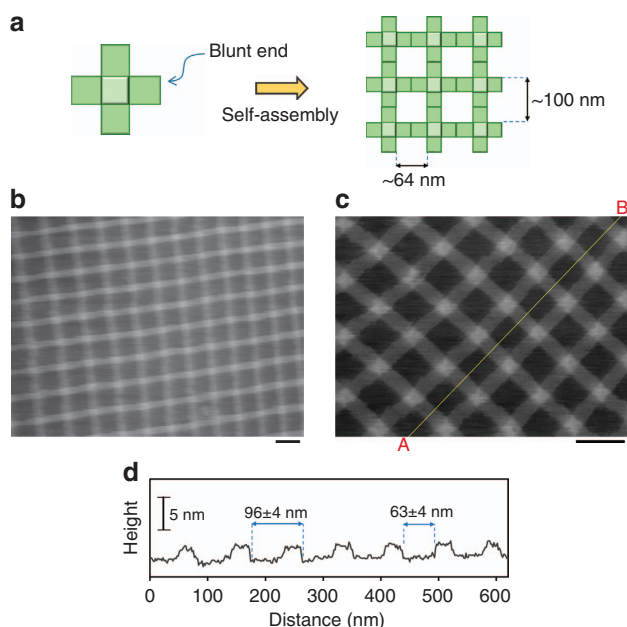 a
Blunt end
Self-assembly
~100 nm
~64 nm
b
c
B
A
d
Height
5 nm
96±4 nm
63±4 nm
0 100 200 300 400 500 600
Distance (nm)